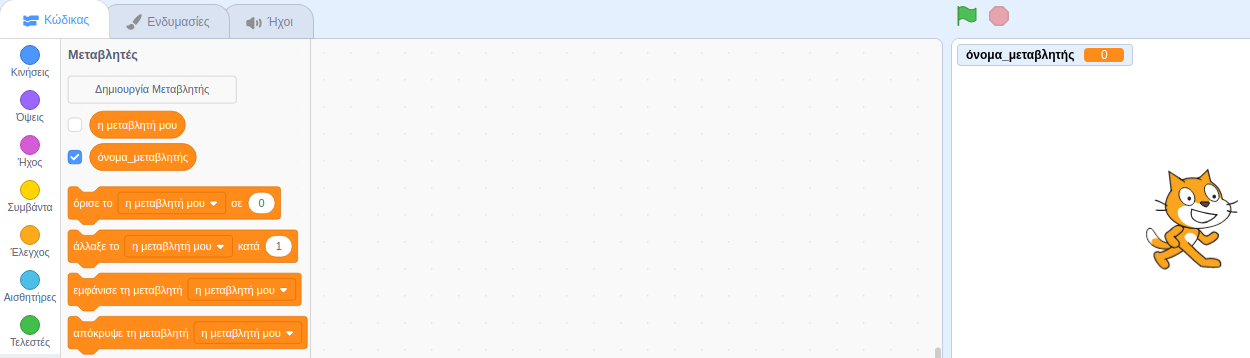 Κώδικας
Ενδυμασίες
Ήχοι
Κινήσεις
Όψεις
Ήχος
Συμβάντα
Έλεγχος
Αισθητήρες
Τελεστές
Μεταβλητές
Δημιουργία Μεταβλητής
η μεταβλητή μου
όνομα_μεταβλητής
όρισε το η μεταβλητή μου σε 0
άλλαξε το η μεταβλητή μου κατά 1
εμφάνισε τη μεταβλητή η μεταβλητή μου
απόκρυψε τη μεταβλητή η μεταβλητή μου
όνομα_μεταβλητής 0